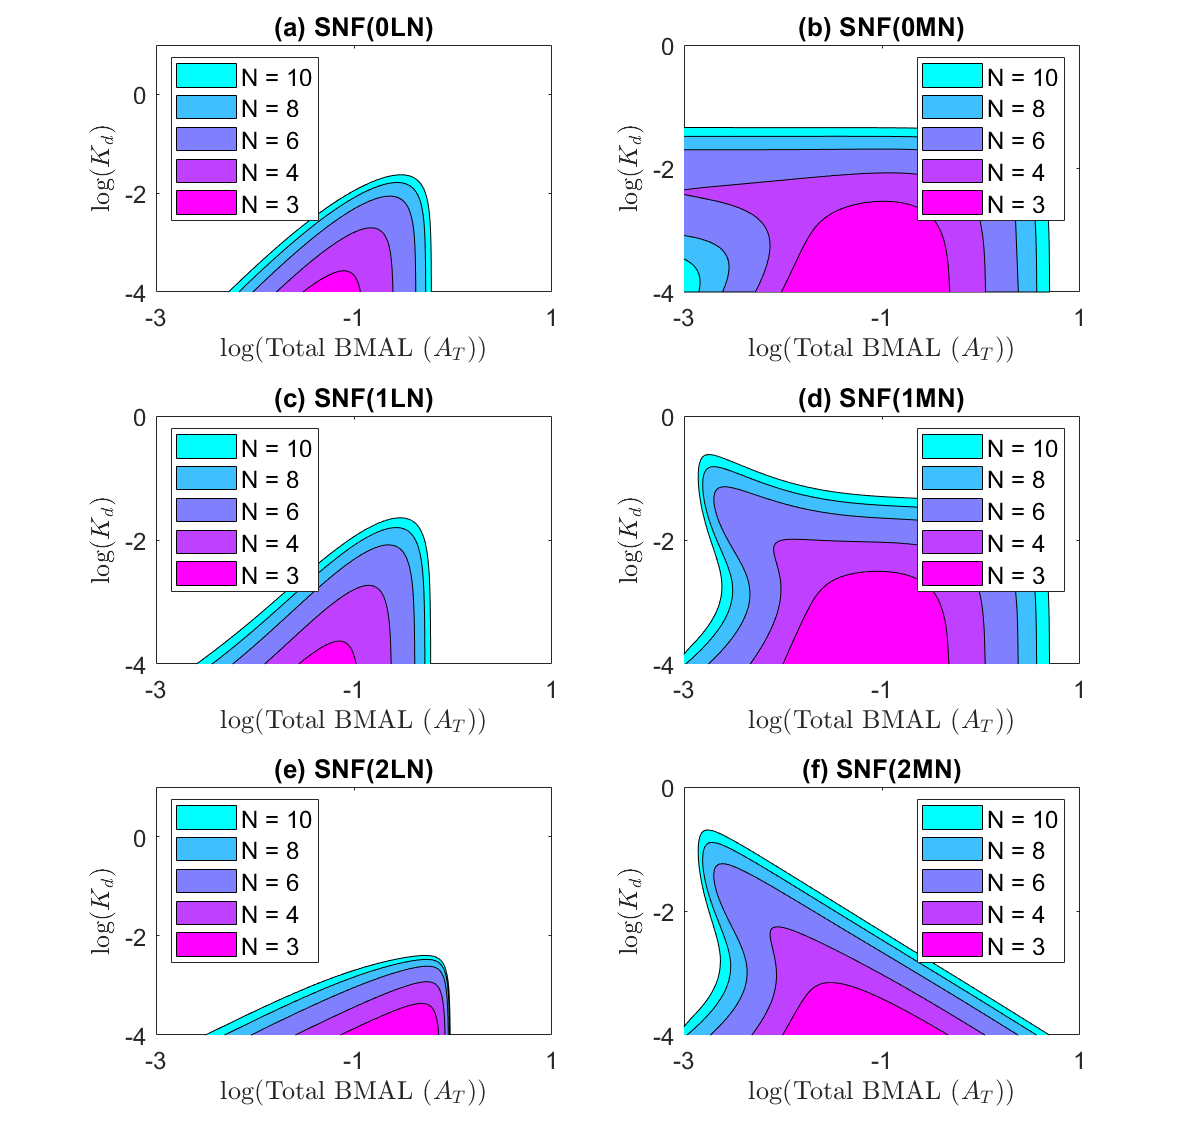 (a) SNF(0LN)
N = 10
N = 8
N = 6
N = 4
N = 3
0
-2
-4
-3
-1
1
log(K_d)
log(Total BMAL (A_T))
(b) SNF(0MN)
N = 10
N = 8
N = 6
N = 4
N = 3
0
-2
-4
-3
-1
1
log(K_d)
log(Total BMAL (A_T))
(c) SNF(1LN)
N = 10
N = 8
N = 6
N = 4
N = 3
0
-2
-4
-3
-1
1
log(K_d)
log(Total BMAL (A_T))
(d) SNF(1MN)
N = 10
N = 8
N = 6
N = 4
N = 3
0
-2
-4
-3
-1
1
log(K_d)
log(Total BMAL (A_T))
(e) SNF(2LN)
N = 10
N = 8
N = 6
N = 4
N = 3
0
-2
-4
-3
-1
1
log(K_d)
log(Total BMAL (A_T))
(f) SNF(2MN)
N = 10
N = 8
N = 6
N = 4
N = 3
0
-2
-4
-3
-1
1
log(K_d)
log(Total BMAL (A_T))